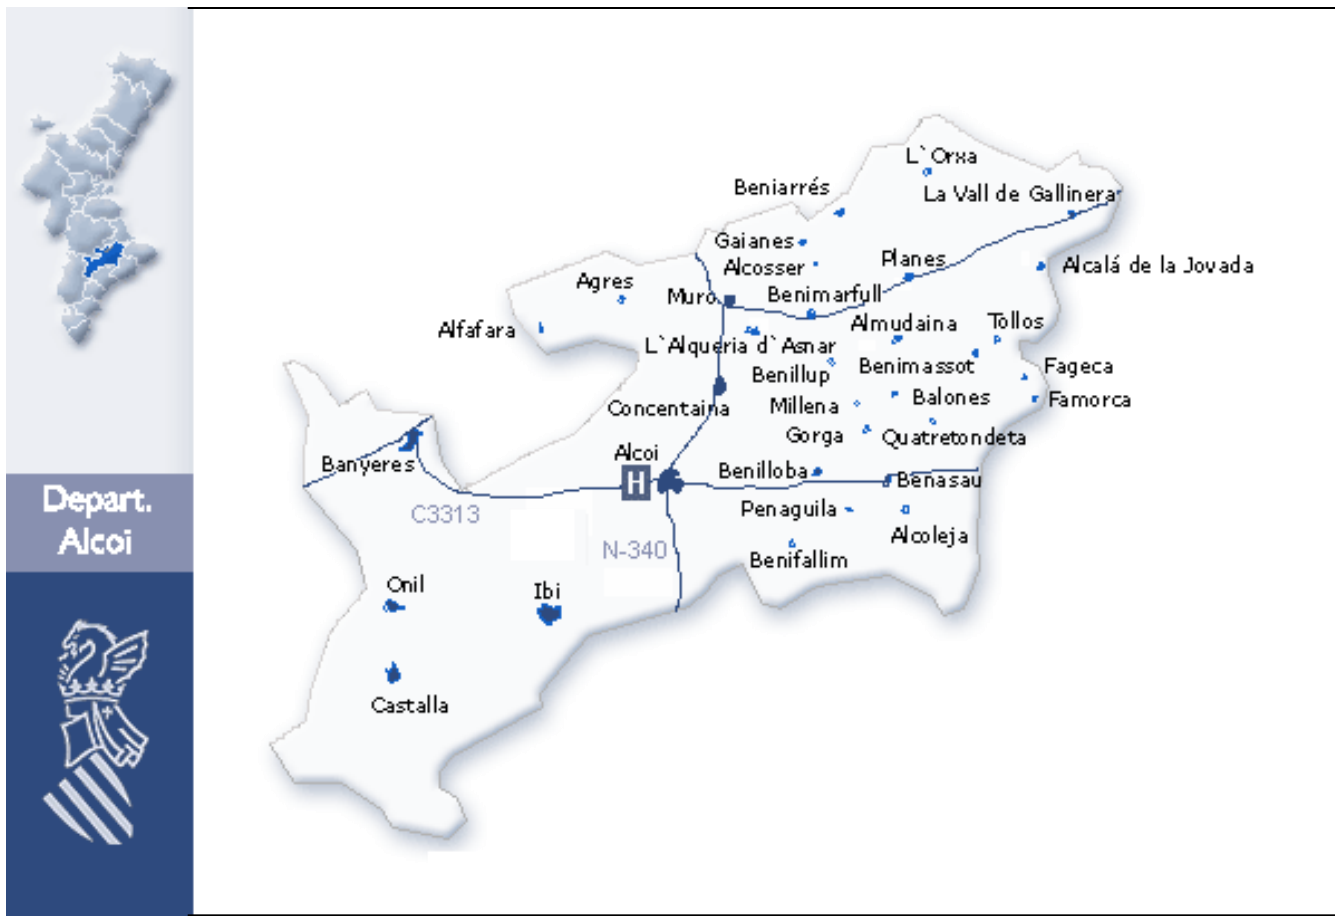 Depart.
Alcoi
L`Orxa
Beniarrés
La Vall de Gallinera
Gaianes
Alcosser
Planes
Alcalá de la Jovada
Agres
Muro
Benimarfull
Alfafara
L`Alqueria d`Asnar
Almudaina
Tollos
Benillup
Benimassot
Fageca
Concentaina
Millena
Balones
Famorca
Gorga
Quatretondeta
Alcoi
H
Banyeres
Benilloba
Benasau
C3313
Penaguila
Alcoleja
N-340
Benifallim
Onil
Ibi
Castalla